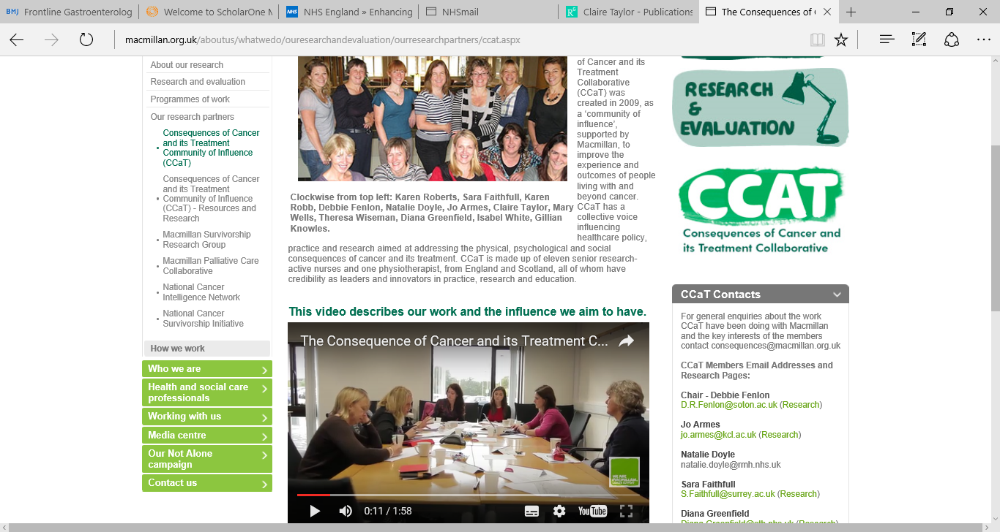 Frontline Gastroenterolog
Welcome to ScholarOne M
NHS England » Enhancing
NHSmail
Claire Taylor - Publications
The Consequences of
macmillan.org.uk/aboutus/whatwedo/ouresearchandevaluation/ourresearchpartners/ccat.aspx
About our research
Research and evaluation
Programmes of work
Our research partners
Consequences of Cancer
and its Treatment
Community of Influence
(CCaT)
Consequences of Cancer
and its Treatment
Community of Influence
(CCaT) - Resources and
Research
Macmillan Survivorship
Research Group
Macmillan Palliative Care
Collaborative
National Cancer
Intelligence Network
National Cancer
Survivorship Initiative
How we work
Who we are
Health and social care
professionals
Working with us
Media centre
Our Not Alone
campaign
Contact us
of Cancer and its
Treatment
Collaborative
(CCaT) was
created in 2009, as
a ‘community of
influence’,
supported by
Macmillan, to
improve the
experience and
outcomes of people
living with and
beyond cancer.
CCaT has a
collective voice
influencing
healthcare policy,
Clockwise from top left: Karen Roberts, Sara Faithfull, Karen
Robb, Debbie Fenlon, Natalie Doyle, Jo Armes, Claire Taylor, Mary
Wells, Theresa Wiseman, Diana Greenfield, Isabel White, Gillian
Knowles.
practice and research aimed at addressing the physical, psychological and social
consequences of cancer and its treatment. CCaT is made up of eleven senior research-
active nurses and one physiotherapist, from England and Scotland, all of whom have
credibility as leaders and innovators in practice, research and education.
This video describes our work and the influence we aim to have.
The Consequence of Cancer and its Treatment C...
WE ARE
MACMILLAN.
CANCER SUPPORT
0:11 / 1:58
YouTube
RESEARCH
&
EVALUATION
CCAT
Consequences of Cancer and
its Treatment Collaborative
CCaT Contacts
For general enquiries about the work
CCaT have been doing with Macmillan
and the key interests of the members
contact consequences@macmillan.org.uk
CCaT Members Email Addresses and
Research Pages:
Chair - Debbie Fenlon
D.R.Fenlon@soton.ac.uk (Research)
Jo Armes
jo.armes@kcl.ac.uk (Research)
Natalie Doyle
natalie.doyle@rmh.nhs.uk
Sara Faithfull
S.Faithfull@surrey.ac.uk (Research)
Diana Greenfield
Diana.Greenfield@sth.nhs.uk (Research)